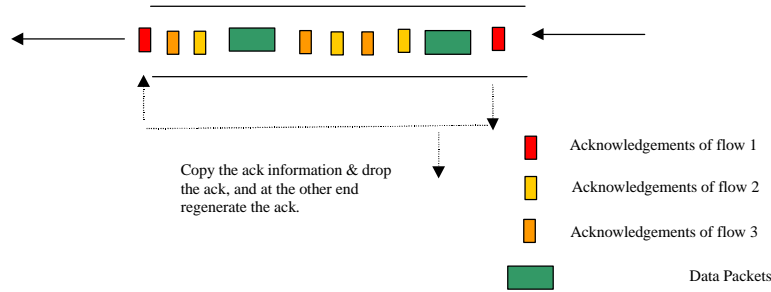 Copy the ack information & drop
the ack, and at the other end
regenerate the ack.
Acknowledgements of flow 1
Acknowledgements of flow 2
Acknowledgements of flow 3
Data Packets